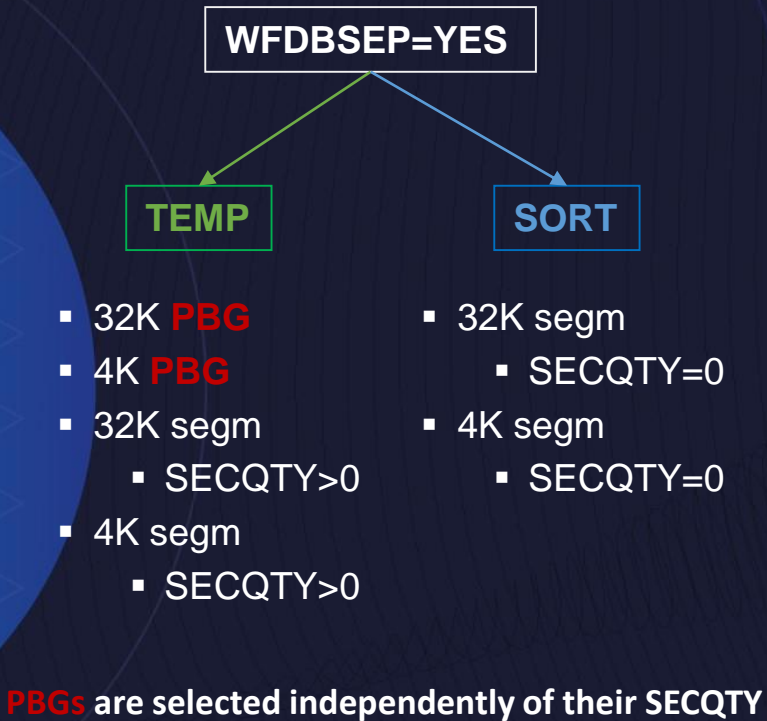 WFDBSEP=YES
TEMP
▪ 32K PBG
▪ 4K PBG
▪ 32K segm
▪ SECQTY>0
▪ 4K segm
▪ SECQTY>0
SORT
▪ 32K segm
▪ SECQTY=0
▪ 4K segm
▪ SECQTY=0
PBGs are selected independently of their SECQTY